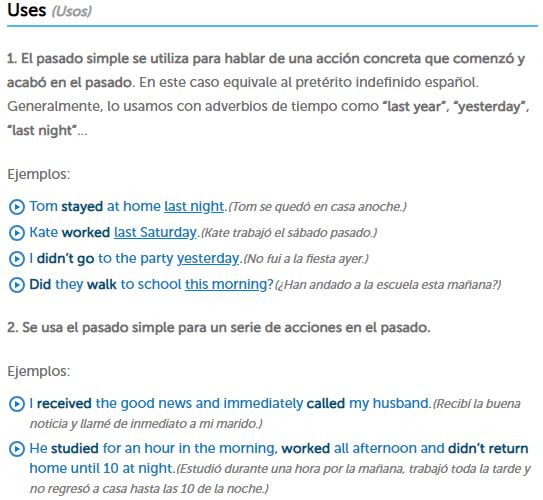 Uses (Usos)
1. El pasado simple se utiliza para hablar de una acción concreta que comenzó y
acabó en el pasado. En este caso equivale al pretérito indefinido español.
Generalmente, lo usamos con adverbios de tiempo como “last year”, “yesterday”,
“last night”...
Ejemplos:
Tom stayed at home last night.(Tom se quedó en casa anoche.)
Kate worked last Saturday.(Kate trabajó el sábado pasado.)
I didn’t go to the party yesterday.(No fui a la fiesta ayer.)
Did they walk to school this morning?(¿Han andado a la escuela esta mañana?)
2. Se usa el pasado simple para un serie de acciones en el pasado.
Ejemplos:
I received the good news and immediately called my husband.(Recibí la buena
noticia y llamé de inmediato a mi marido.)
He studied for an hour in the morning, worked all afternoon and didn’t return
home until 10 at night.(Estudió durante una hora por la mañana, trabajó toda la tarde y
no regresó a casa hasta las 10 de la noche.)